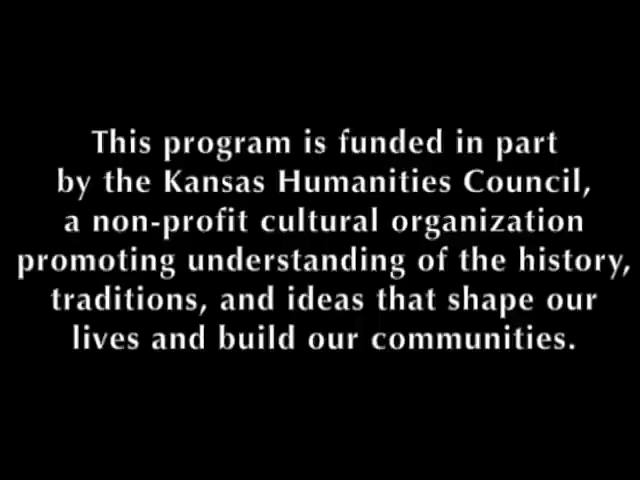 This program is funded in part
by the Kansas Humanities Council,
a non-profit cultural organization
promoting understanding of the history,
traditions, and ideas that shape our
lives and build our communities.